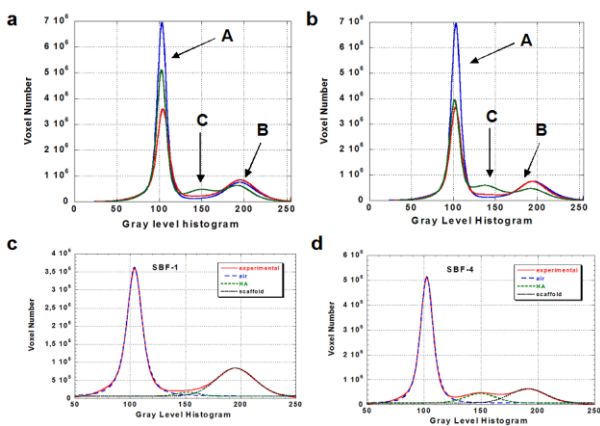 a
7 10⁶
6 10⁶
5 10⁶
4 10⁶
3 10⁶
2 10⁶
1 10⁶
0
Voxel Number
A
C
B
0 50 100 150 200 250
Gray level histogram
b
7 10⁶
6 10⁶
5 10⁶
4 10⁶
3 10⁶
2 10⁶
1 10⁶
0
Voxel Number
A
C
B
0 50 100 150 200 250
Gray Level Histogram
c
4 10⁶
3.5 10⁶
3 10⁶
2.5 10⁶
2 10⁶
1.5 10⁶
1 10⁶
5 10⁵
0
Voxel Number
SBF-1
experimental
air
HA
scaffold
50 100 150 200 250
Gray Level Histogram
d
6 10⁶
5 10⁶
4 10⁶
3 10⁶
2 10⁶
1 10⁶
0
Voxel Number
SBF-4
experimental
air
HA
scaffold
50 100 150 200 250
Gray Level Histogram